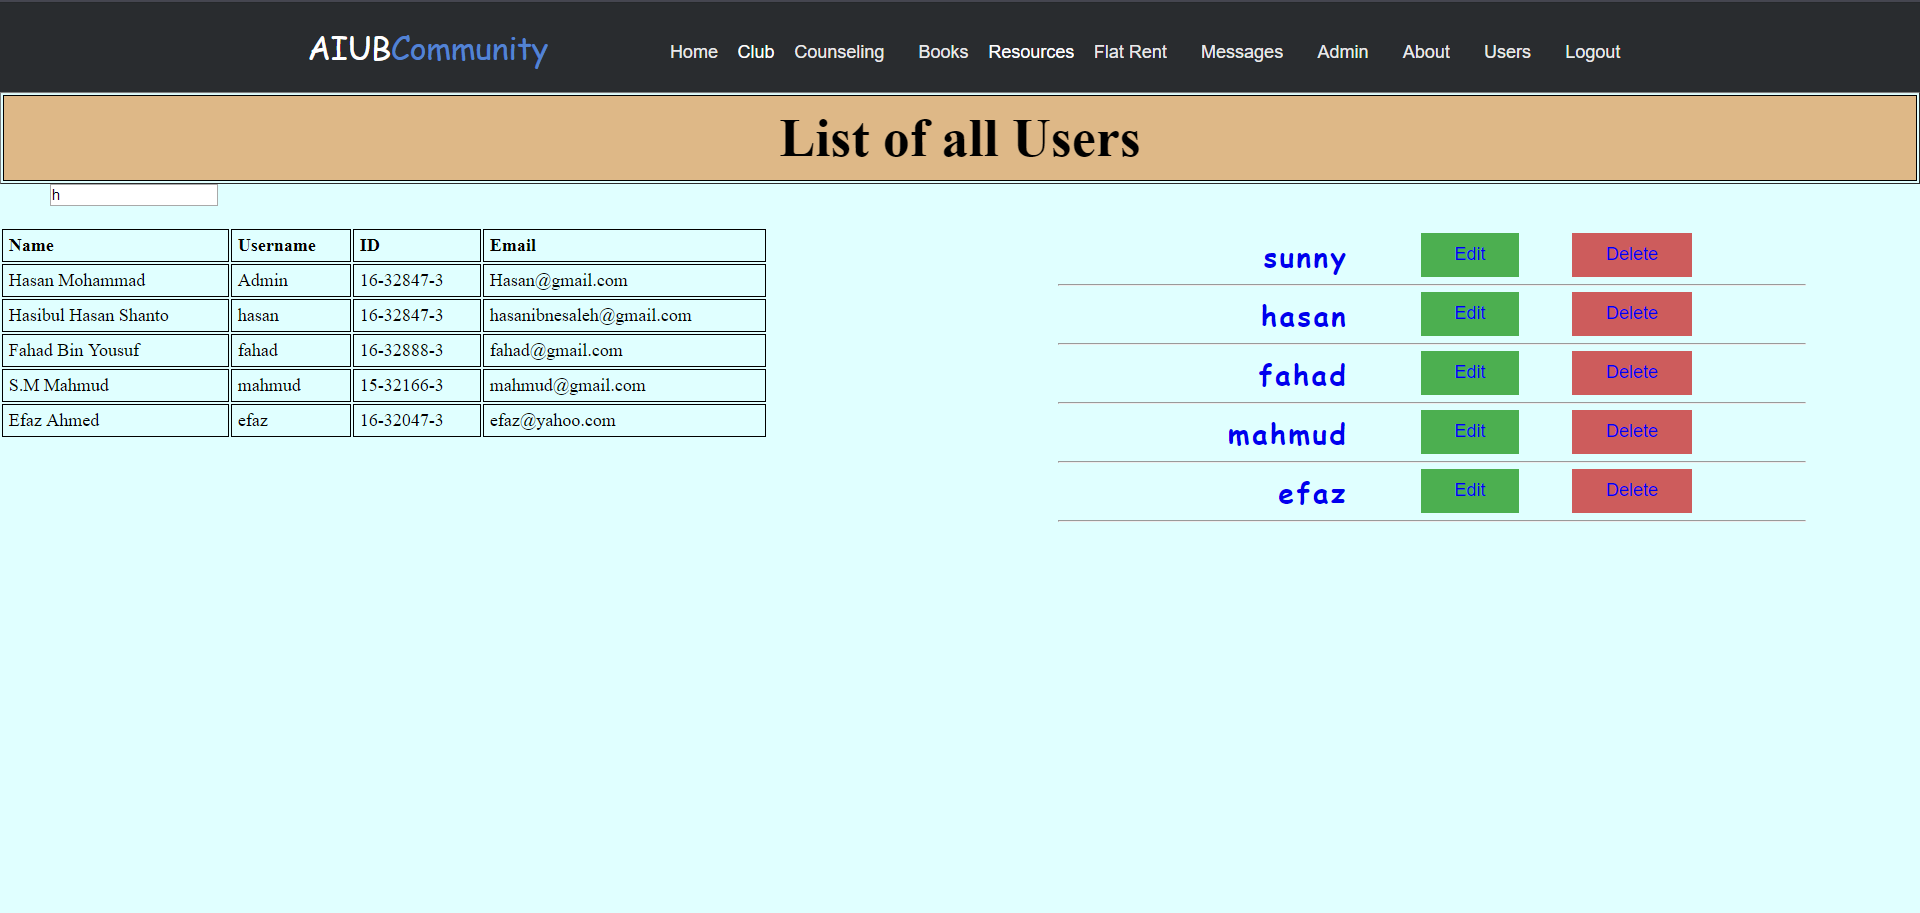 AIUBCommunity Home Club Counseling Books Resources Flat Rent Messages Admin About Users Logout
List of all Users
h
Name Username ID Email
Hasan Mohammad Admin 16-32847-3 Hasan@gmail.com
Hasibul Hasan Shanto hasan 16-32847-3 hasanibnesaleh@gmail.com
Fahad Bin Yousuf fahad 16-32888-3 fahad@gmail.com
S.M Mahmud mahmud 15-32166-3 mahmud@gmail.com
Efaz Ahmed efaz 16-32047-3 efaz@yahoo.com
sunny Edit Delete
hasan Edit Delete
fahad Edit Delete
mahmud Edit Delete
efaz Edit Delete